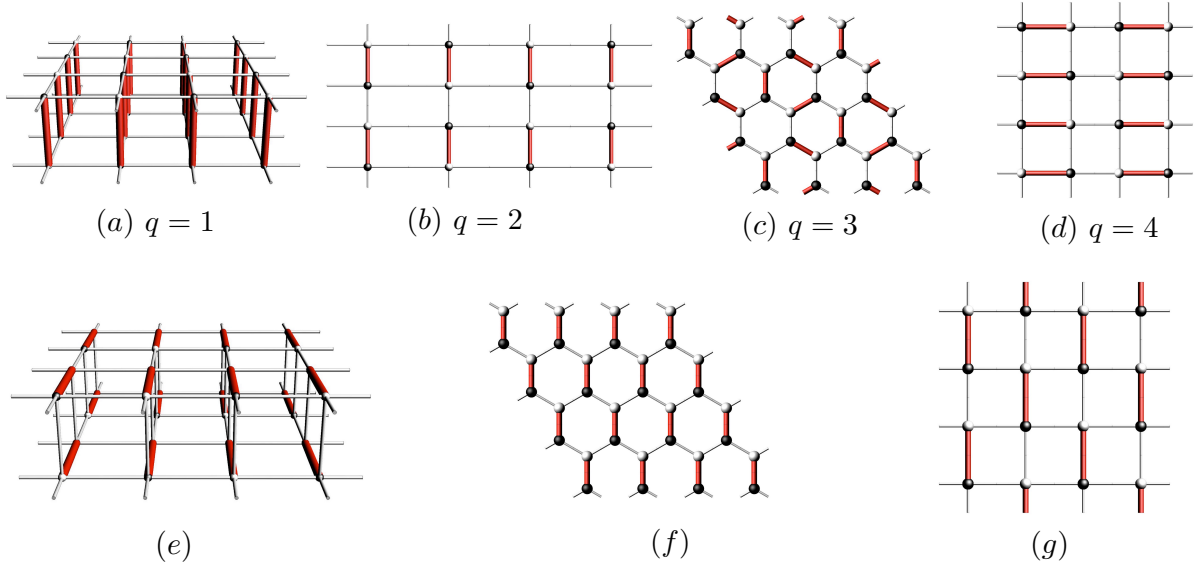 (a) q = 1
(b) q = 2
(c) q = 3
(d) q = 4
(e)
(f)
(g)